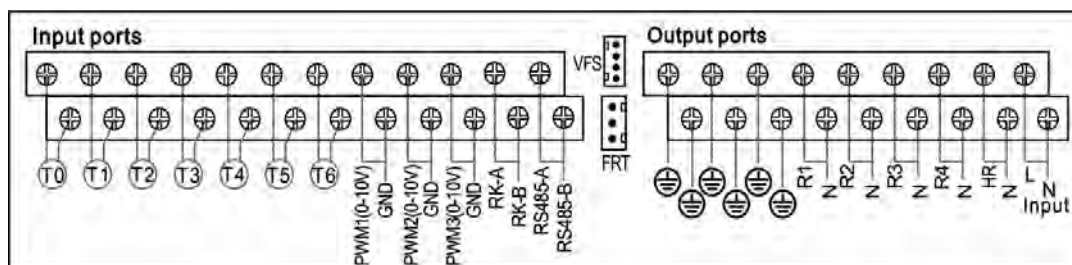 Input ports
VFS
FRT
T0
T1
T2
T3
T4
T5
T6
PWM1(0-10V)
GND
PWM2(0-10V)
GND
PWM3(0-10V)
GND
RK-A
RK-B
RS485-A
RS485-B
Output ports
R1
N
R2
N
R3
N
R4
N
HR
N
L
N
Input